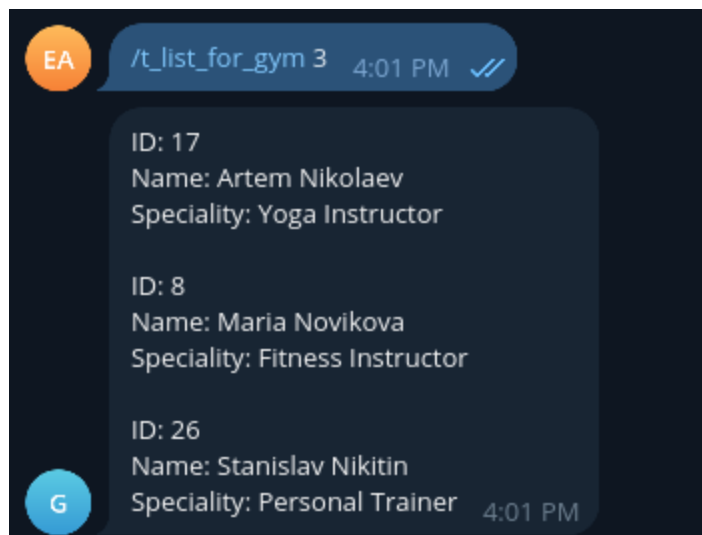 EA
/t_list_for_gym 3 4:01 PM
ID: 17
Name: Artem Nikolaev
Speciality: Yoga Instructor
ID: 8
Name: Maria Novikova
Speciality: Fitness Instructor
ID: 26
Name: Stanislav Nikitin
Speciality: Personal Trainer 4:01 PM
G